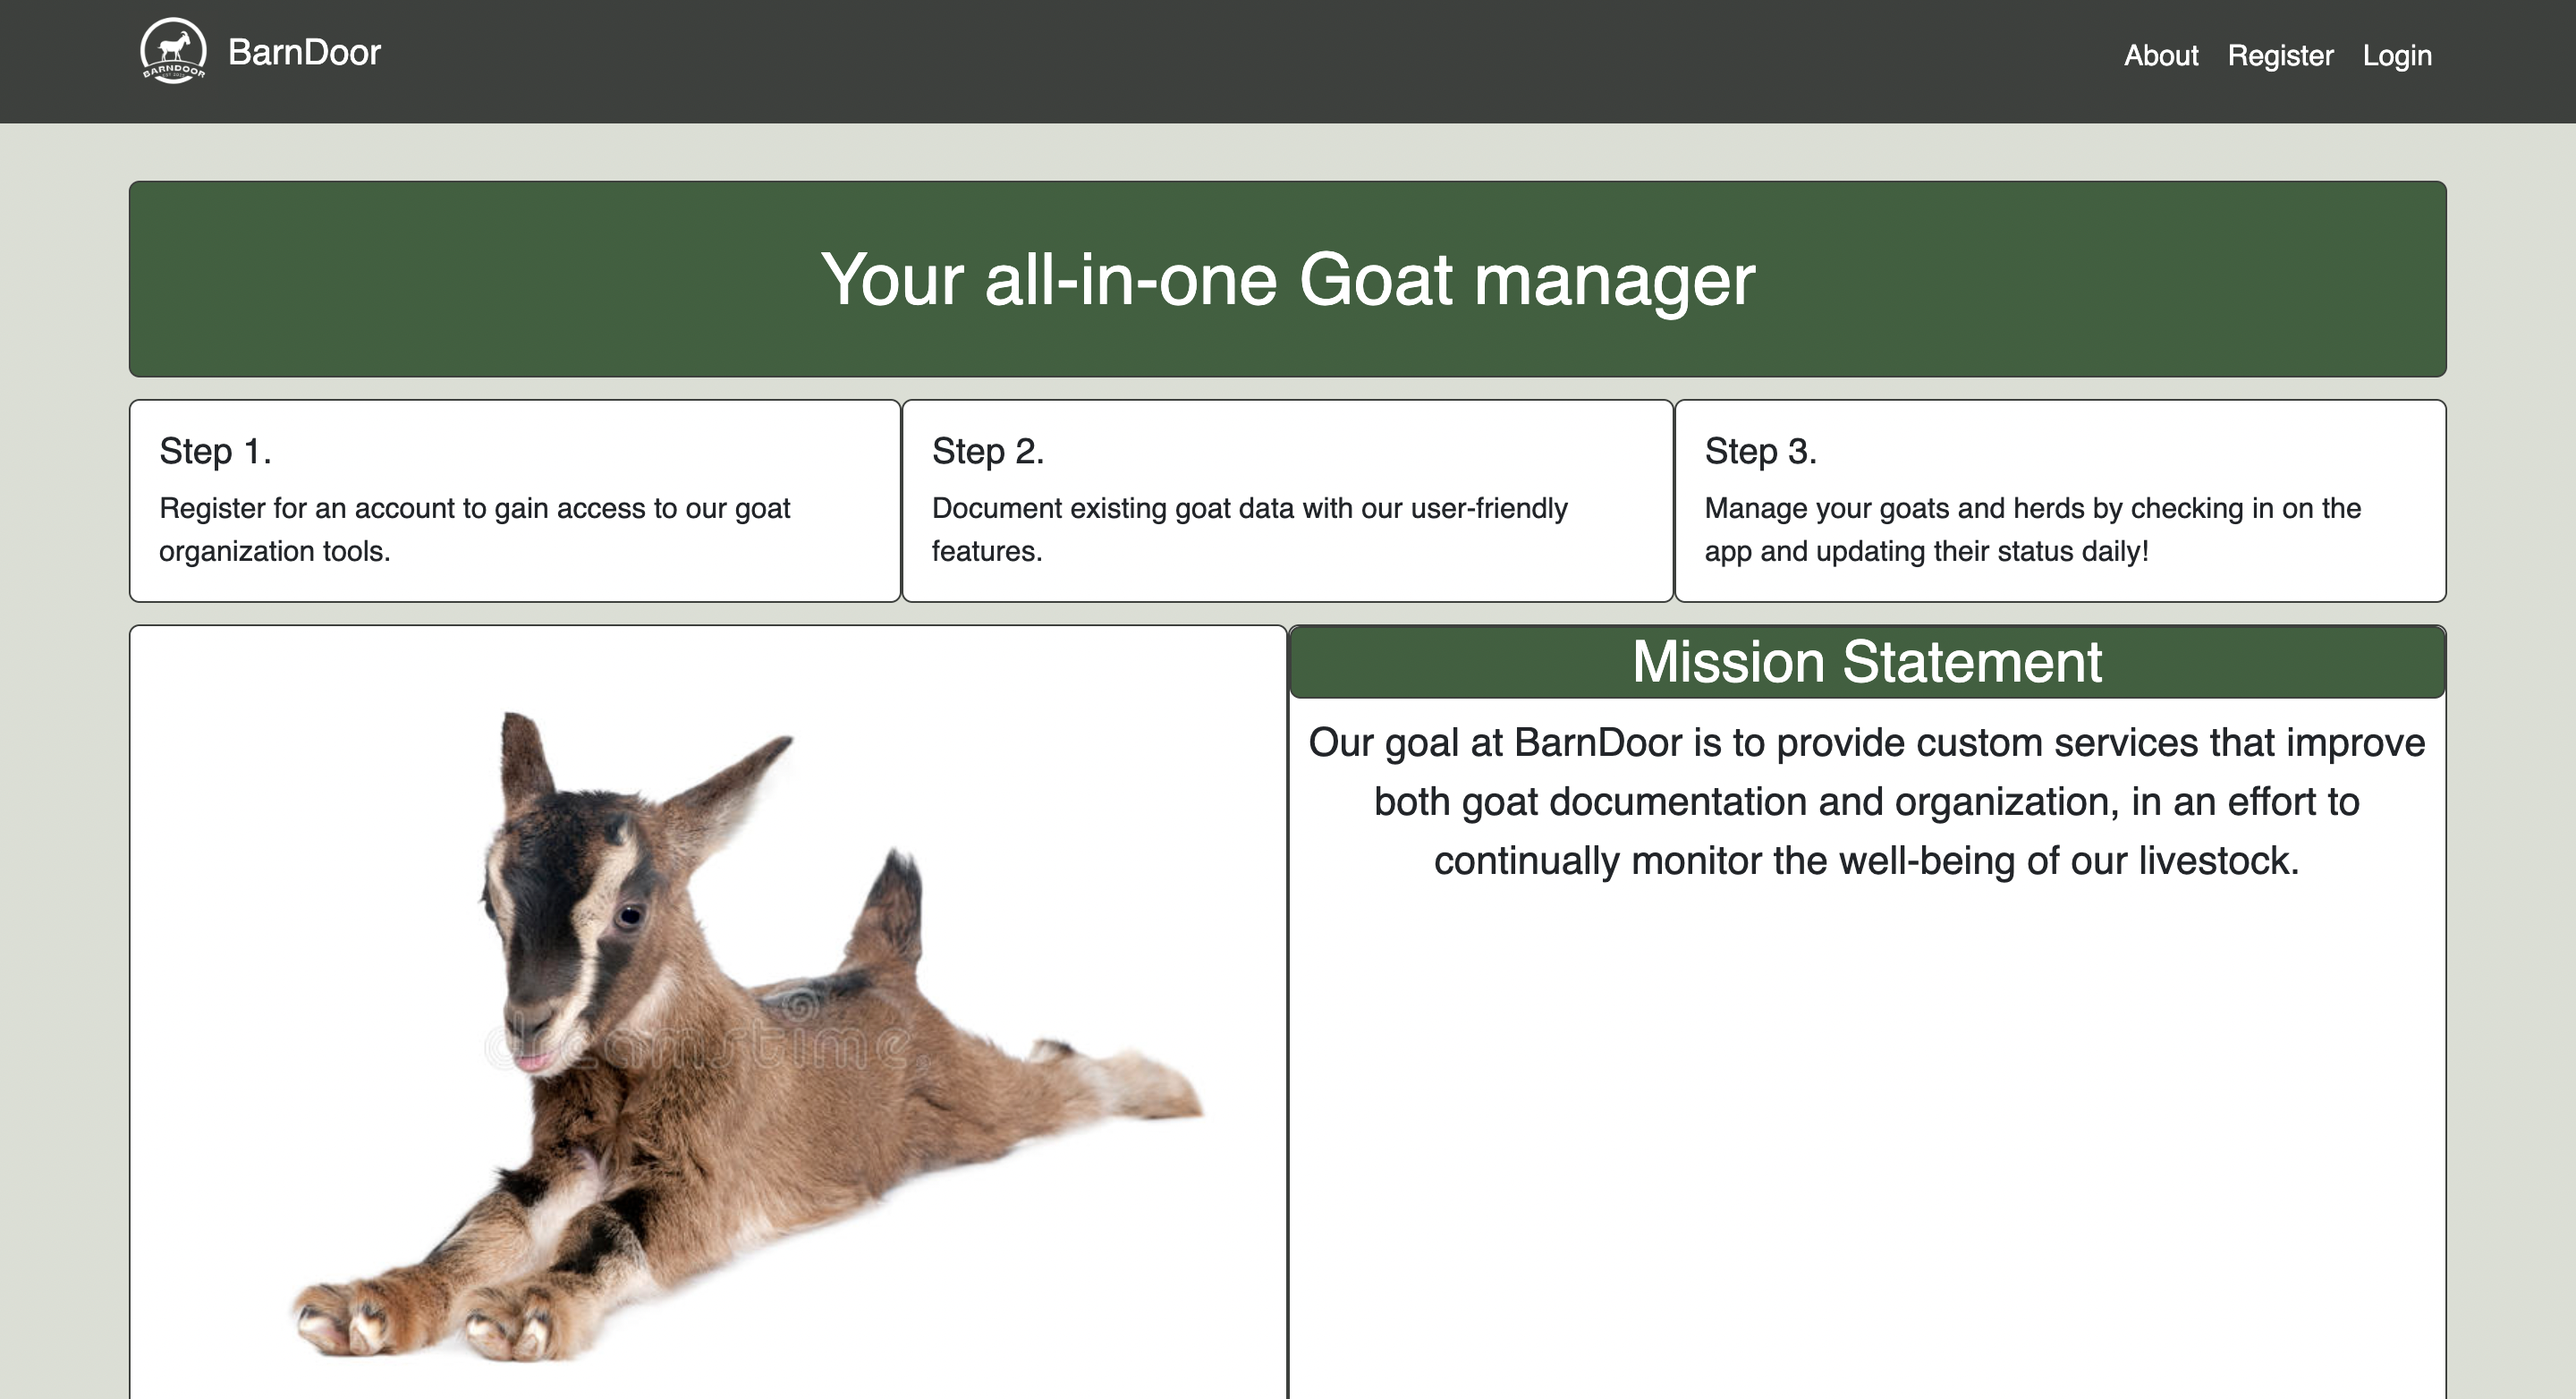 BarnDoor
BARNDOOR
About Register Login
Your all-in-one Goat manager
Step 1.
Register for an account to gain access to our goat
organization tools.
Step 2.
Document existing goat data with our user-friendly
features.
Step 3.
Manage your goats and herds by checking in on the
app and updating their status daily!
Mission Statement
Our goal at BarnDoor is to provide custom services that improve
both goat documentation and organization, in an effort to
continually monitor the well-being of our livestock.
dreamstime